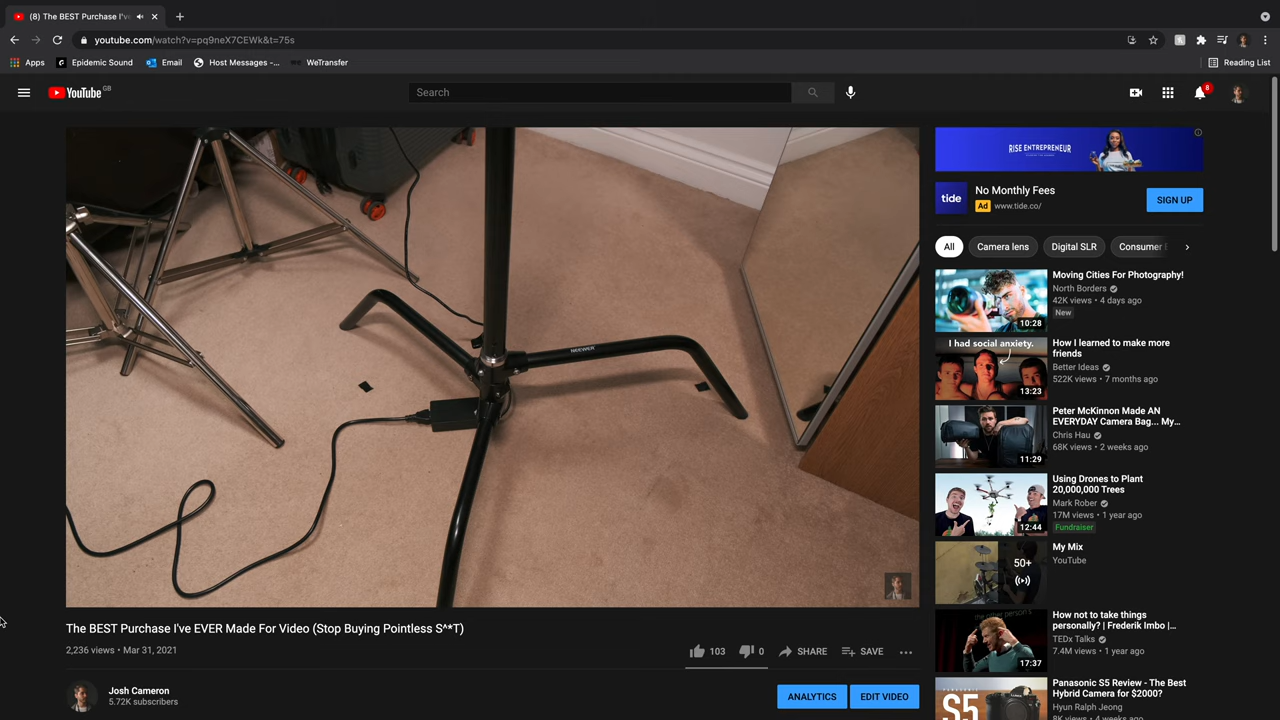 (8) The BEST Purchase I've
youtube.com/watch?v=pq9neX7CEWk&t=75s
Apps
Epidemic Sound
Email
Host Messages -...
WeTransfer
Reading List
YouTube GB
Search
8
NEEWER
RISE ENTREPRENEUR
tide
No Monthly Fees
Ad www.tide.co/
SIGN UP
All
Camera lens
Digital SLR
Consumer
Moving Cities For Photography!
North Borders
42K views • 4 days ago
New
10:28
I had social anxiety.
13:23
How I learned to make more
friends
Better Ideas
522K views • 7 months ago
Peter McKinnon Made AN
EVERYDAY Camera Bag... My...
Chris Hau
68K views • 2 weeks ago
11:29
Using Drones to Plant
20,000,000 Trees
Mark Rober
17M views • 1 year ago
Fundraiser
12:44
My Mix
YouTube
50+
How not to take things
personally? | Frederik Imbo |...
TEDx Talks
7.4M views • 1 year ago
17:37
Panasonic S5 Review - The Best
Hybrid Camera for $2000?
Hyun Ralph Jeong
8K views • 4 weeks ago
S5
The BEST Purchase I've EVER Made For Video (Stop Buying Pointless S^**T)
2,236 views • Mar 31, 2021
103
0
SHARE
SAVE
Josh Cameron
5.72K subscribers
ANALYTICS
EDIT VIDEO